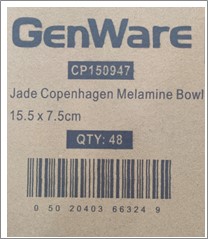 GenWare
CP150947
Jade Copenhagen Melamine Bowl
15.5 x 7.5cm
QTY: 48
0 50 20403 66324 9